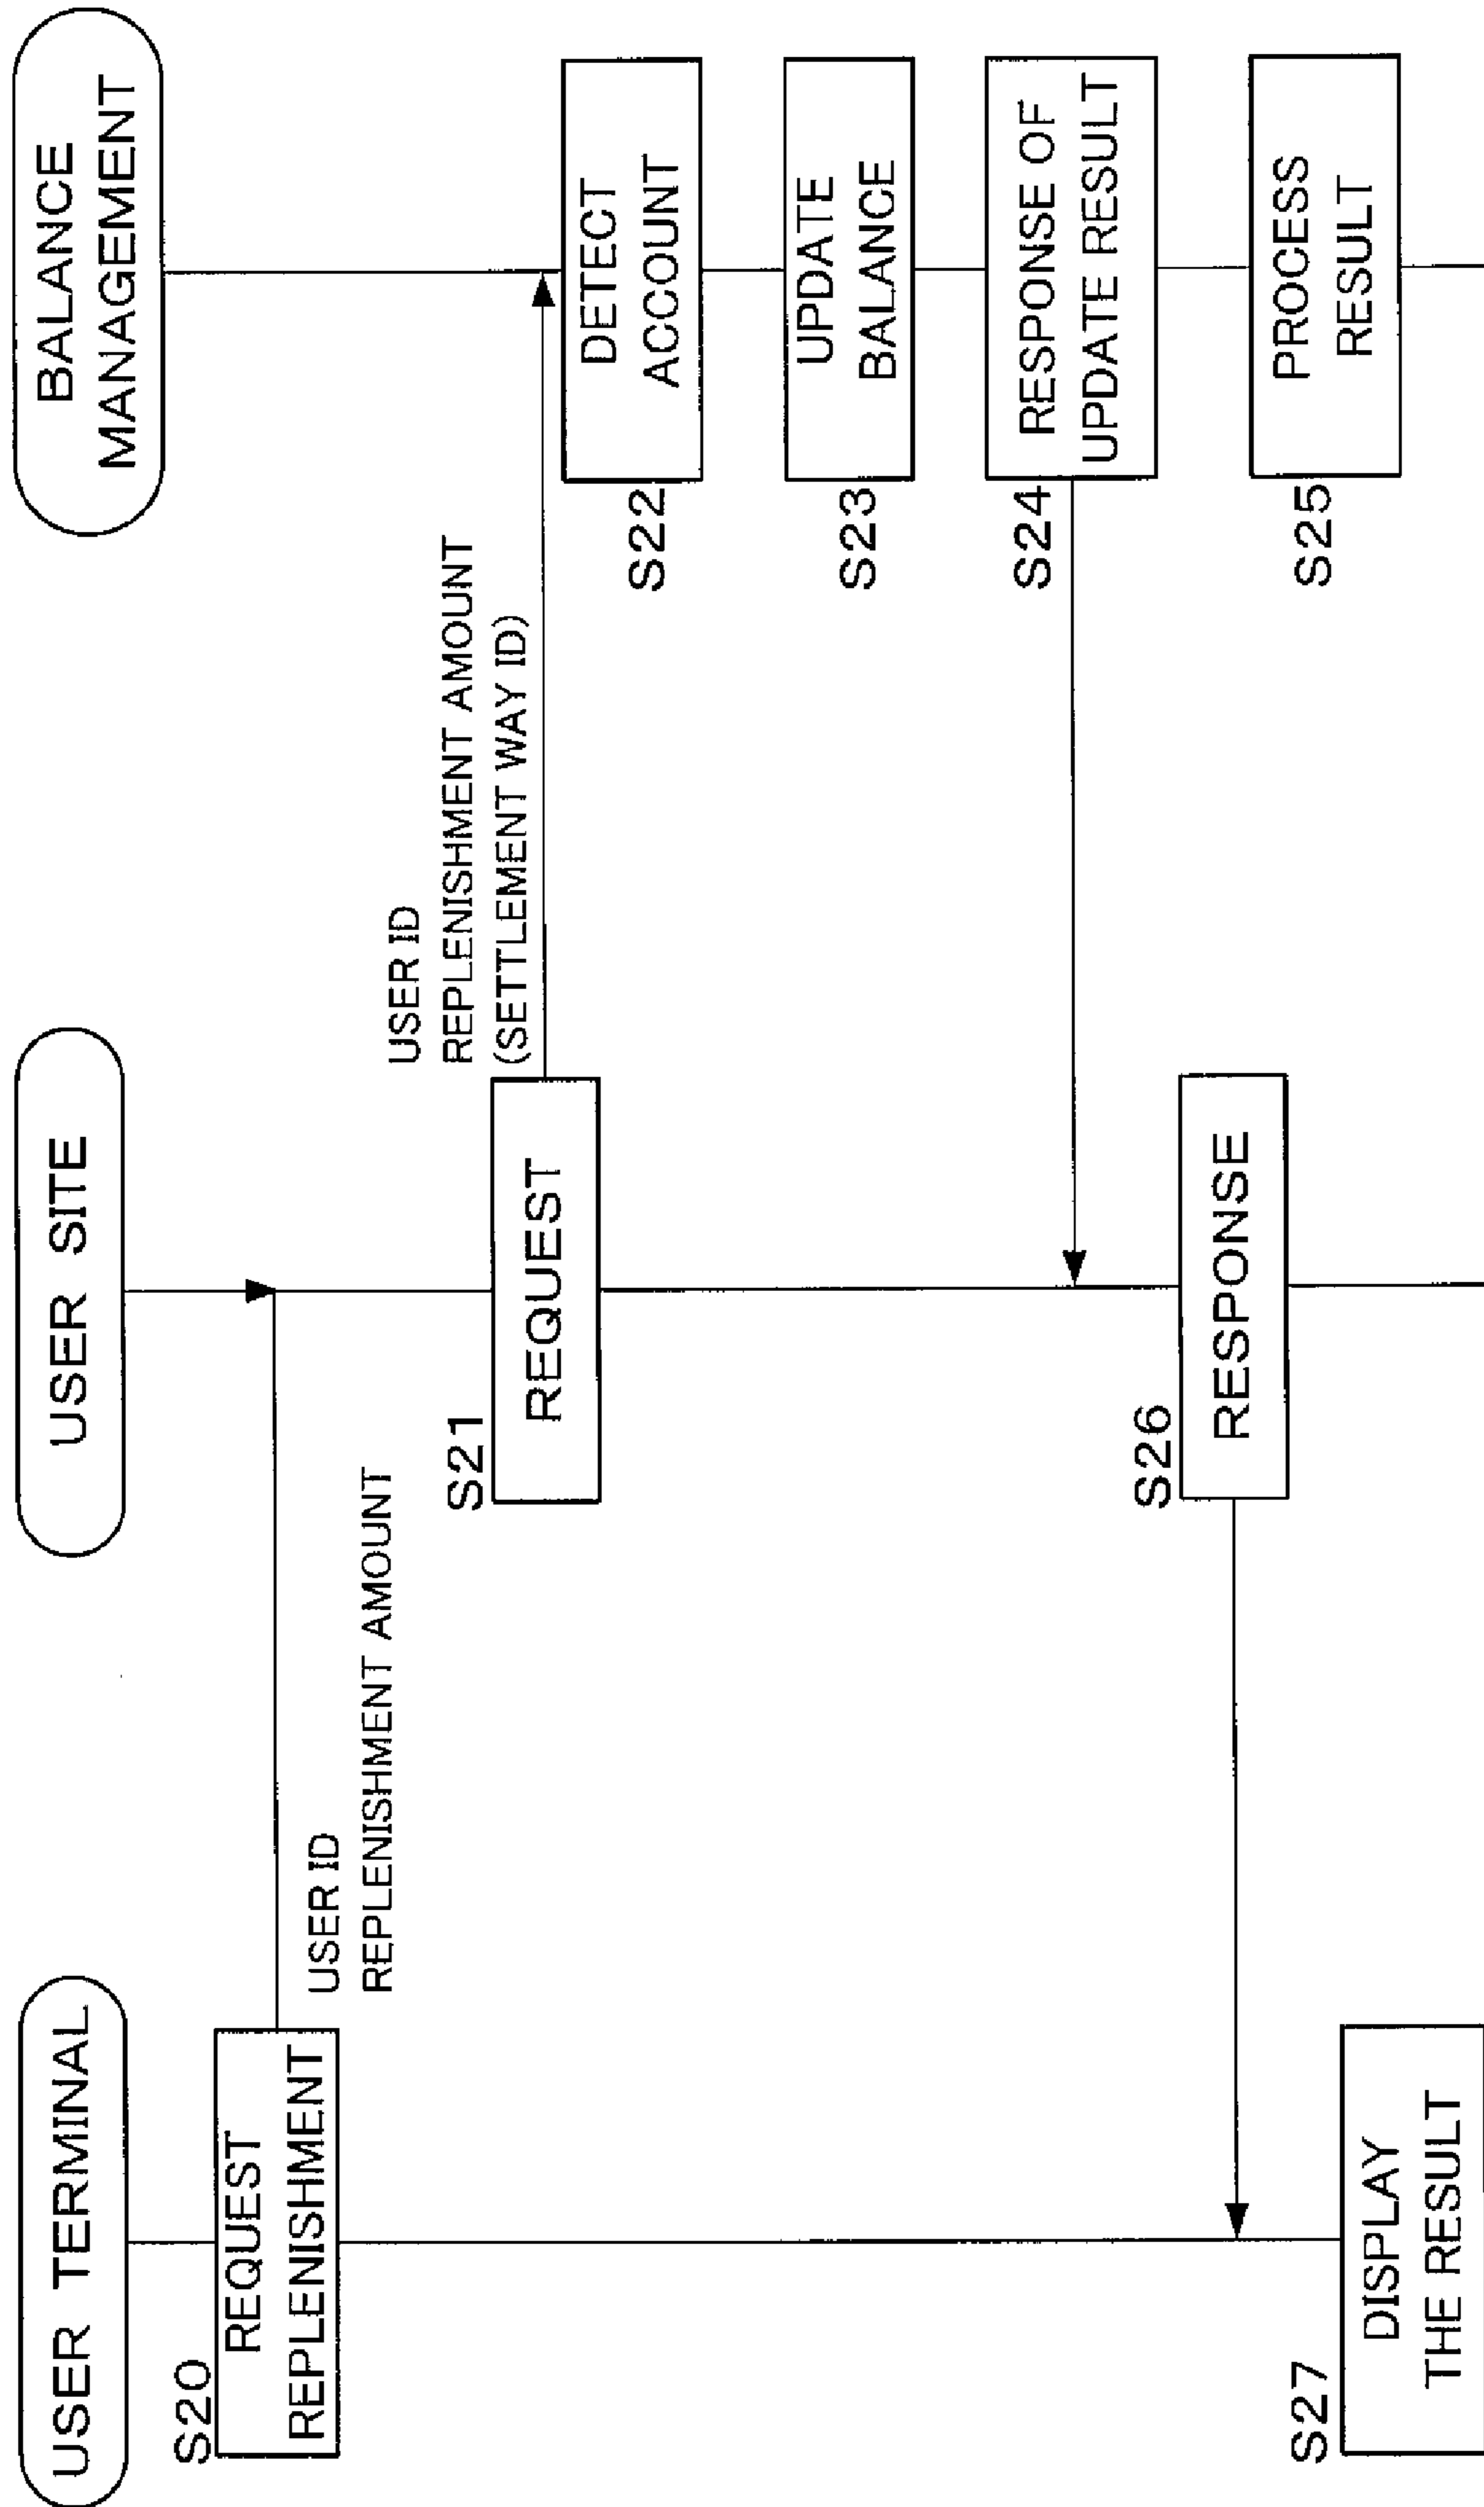 USER TERMINAL
USER SITE
BALANCE
MANAGEMENT
S20
REQUEST
REPLENISHMENT
USER ID
REPLENISHMENT AMOUNT
S21
REQUEST
USER ID
REPLENISHMENT AMOUNT
(SETTLEMENT WAY ID)
S22
DETECT
ACCOUNT
S23
UPDATE
BALANCE
S24
RESPONSE OF
UPDATE RESULT
S25
PROCESS
RESULT
S26
RESPONSE
S27
DISPLAY
THE RESULT